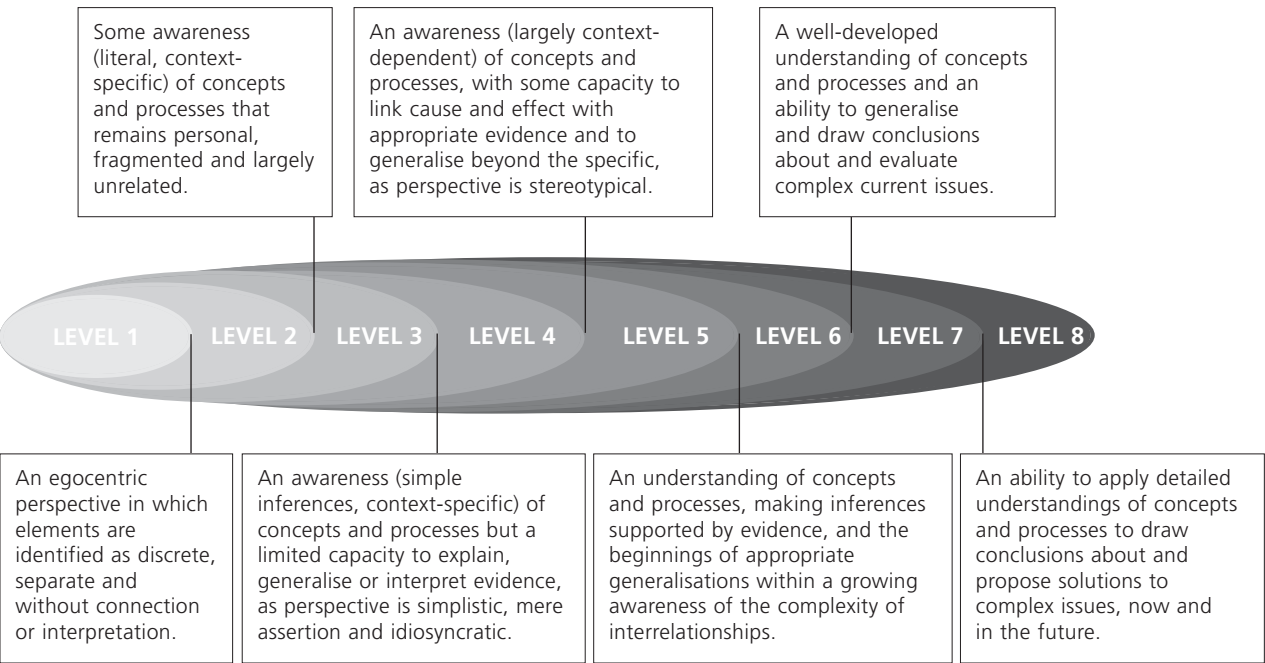 Some awareness
(literal, context-
specific) of concepts
and processes that
remains personal,
fragmented and largely
unrelated.
An awareness (largely context-
dependent) of concepts and
processes, with some capacity to
link cause and effect with
appropriate evidence and to
generalise beyond the specific,
as perspective is stereotypical.
A well-developed
understanding of concepts
and processes and an
ability to generalise
and draw conclusions
about and evaluate
complex current issues.
LEVEL 1
LEVEL 2
LEVEL 3
LEVEL 4
LEVEL 5
LEVEL 6
LEVEL 7
LEVEL 8
An egocentric
perspective in which
elements are
identified as discrete,
separate and
without connection
or interpretation.
An awareness (simple
inferences, context-specific) of
concepts and processes but a
limited capacity to explain,
generalise or interpret evidence,
as perspective is simplistic, mere
assertion and idiosyncratic.
An understanding of concepts
and processes, making inferences
supported by evidence, and the
beginnings of appropriate
generalisations within a growing
awareness of the complexity of
interrelationships.
An ability to apply detailed
understandings of concepts
and processes to draw
conclusions about and
propose solutions to
complex issues, now and
in the future.